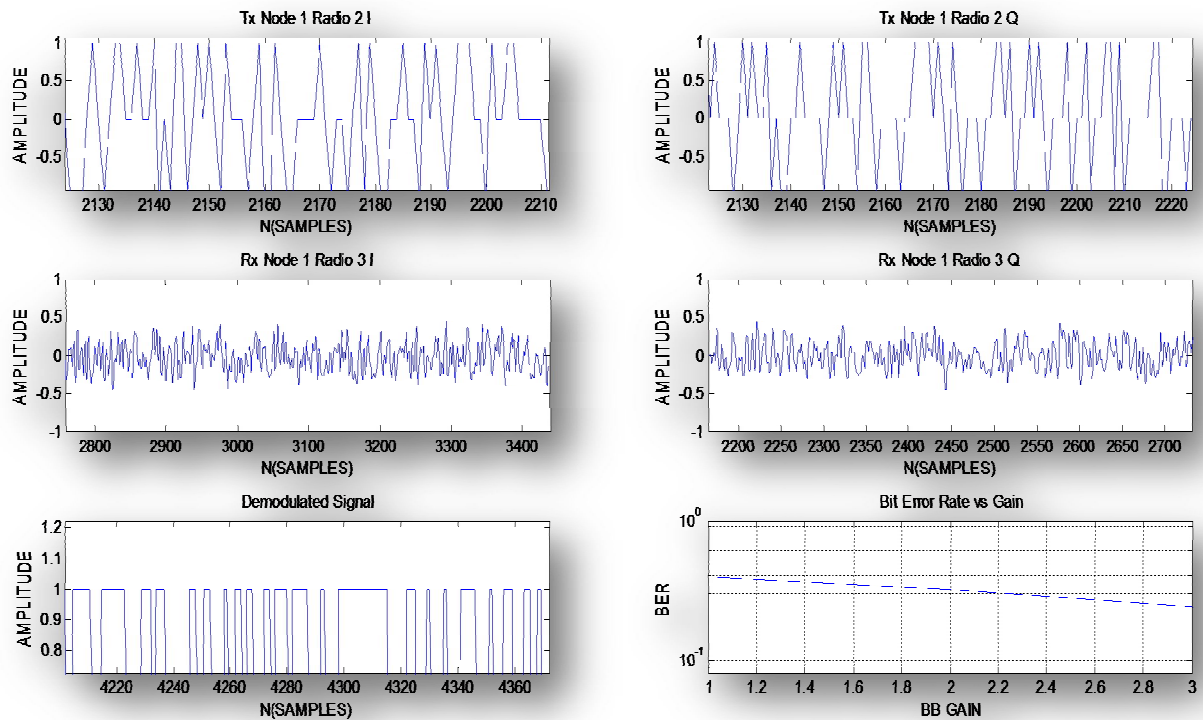 Tx Node 1 Radio 2 I
1
0.5
0
-0.5
AMPLITUDE
2130 2140 2150 2160 2170 2180 2190 2200 2210
N(SAMPLES)
Tx Node 1 Radio 2 Q
1
0.5
0
-0.5
AMPLITUDE
2130 2140 2150 2160 2170 2180 2190 2200 2210 2220
N(SAMPLES)
Rx Node 1 Radio 3 I
1
0.5
0
-0.5
-1
AMPLITUDE
2800 2900 3000 3100 3200 3300 3400
N(SAMPLES)
Rx Node 1 Radio 3 Q
1
0.5
0
-0.5
-1
AMPLITUDE
2200 2250 2300 2350 2400 2450 2500 2550 2600 2650 2700
N(SAMPLES)
Demodulated Signal
1.2
1.1
1
0.9
0.8
AMPLITUDE
4220 4240 4260 4280 4300 4320 4340 4360
N(SAMPLES)
Bit Error Rate vs Gain
10^0
10^-1
BER
1 1.2 1.4 1.6 1.8 2 2.2 2.4 2.6 2.8 3
BB GAIN